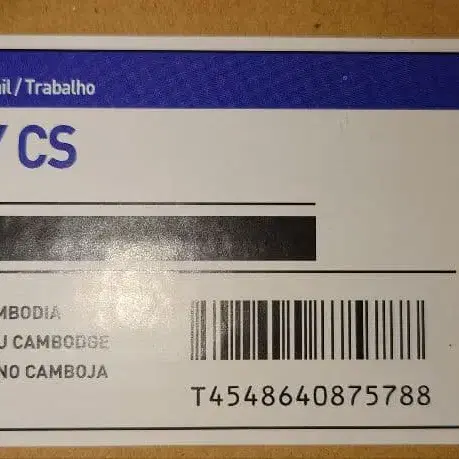 il / Trabalho
Y CS
MBODIA
U CAMBODGE
NO CAMBOJA
T4548640875788